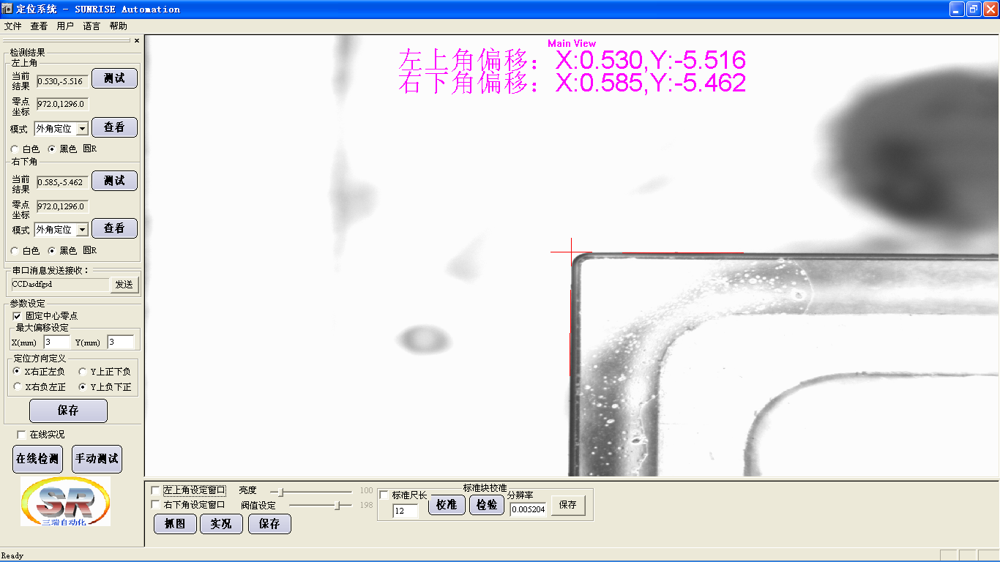 定位系统 - SUNRISE Automation
文件 查看 用户 语言 帮助
检测结果
左上角
当前结果 0.530,-5.516 测试
零点坐标 972.0,1296.0
模式 外角定位 查看
白色 黑色 圆R
右下角
当前结果 0.585,-5.462 测试
零点坐标 972.0,1296.0
模式 外角定位 查看
白色 黑色 圆R
串口消息发送接收：
CCDasdfgsd 发送
参数设定
固定中心零点
最大偏移设定
X(mm) 3 Y(mm) 3
定位方向定义
X右正左负 Y上正下负
X右负左正 Y上负下正
保存
在线实况
在线检测 手动测试
SR
三瑞自动化
Main View
左上角偏移：X:0.530,Y:-5.516
右下角偏移：X:0.585,Y:-5.462
左上角设定窗口 亮度 100
右下角设定窗口 阀值设定 198
抓图 实况 保存
标准块校准
标准尺长 分辨率
12 校准 检验 0.005204 保存
Ready